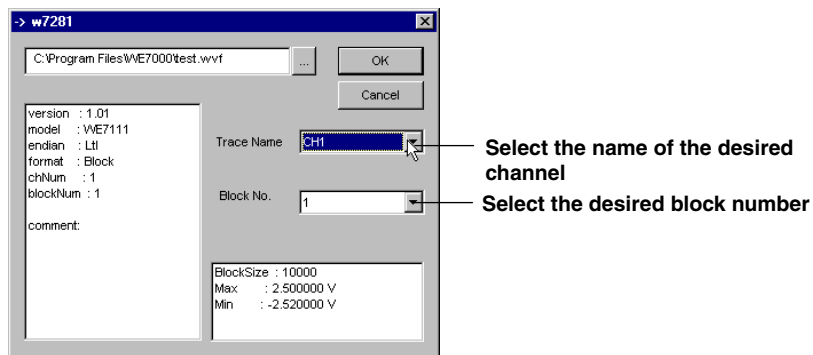 -> w7281
C:\Program Files\WE7000\test.wvf
...
OK
Cancel
version : 1.01
model : WE7111
endian : Ltl
format : Block
chNum : 1
blockNum : 1
comment:
Trace Name
CH1
Select the name of the desired
channel
Block No.
1
Select the desired block number
BlockSize : 10000
Max : 2.500000 V
Min : -2.520000 V